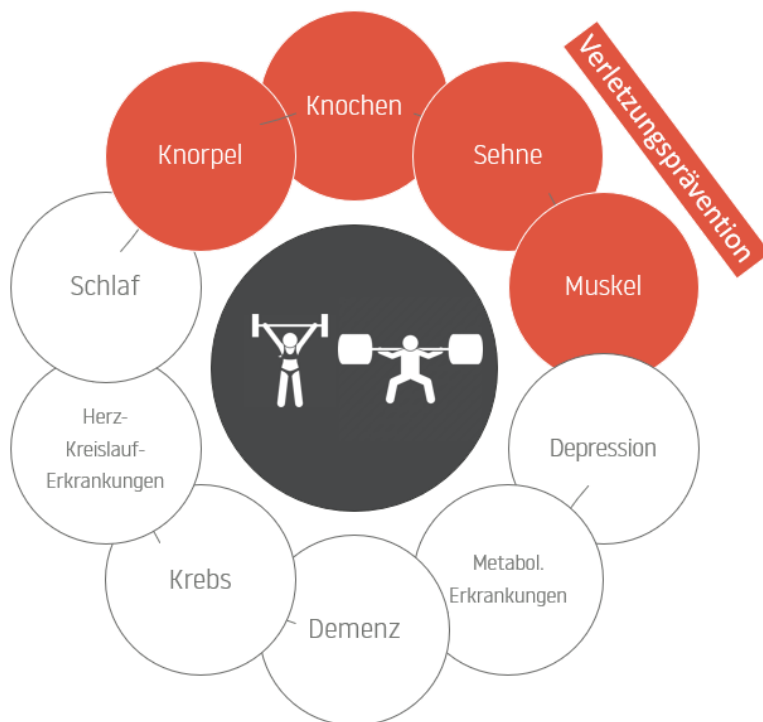 Knochen
Sehne
Verletzungsprävention
Muskel
Depression
Metabol.
Erkrankungen
Demenz
Krebs
Herz-
Kreislauf-
Erkrankungen
Schlaf
Knorpel